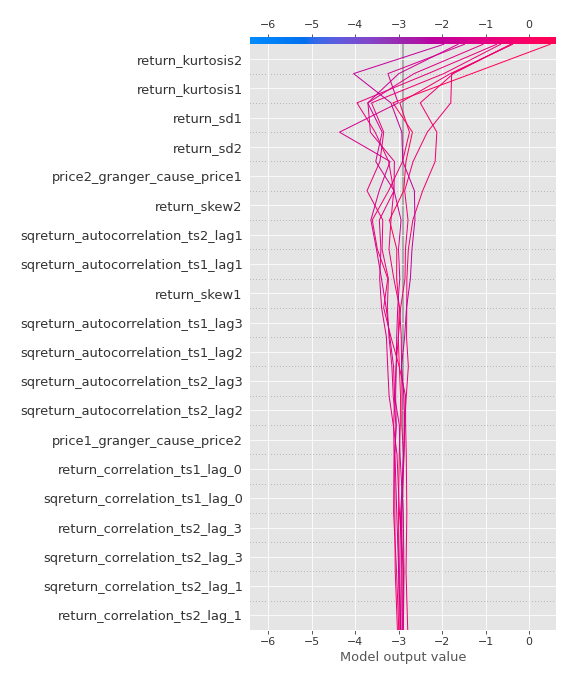 −6 −5 −4 −3 −2 −1 0
return_kurtosis2
return_kurtosis1
return_sd1
return_sd2
price2_granger_cause_price1
return_skew2
sqreturn_autocorrelation_ts2_lag1
sqreturn_autocorrelation_ts1_lag1
return_skew1
sqreturn_autocorrelation_ts1_lag3
sqreturn_autocorrelation_ts1_lag2
sqreturn_autocorrelation_ts2_lag3
sqreturn_autocorrelation_ts2_lag2
price1_granger_cause_price2
return_correlation_ts1_lag_0
sqreturn_correlation_ts1_lag_0
return_correlation_ts2_lag_3
sqreturn_correlation_ts2_lag_3
sqreturn_correlation_ts2_lag_1
return_correlation_ts2_lag_1
−6 −5 −4 −3 −2 −1 0
Model output value